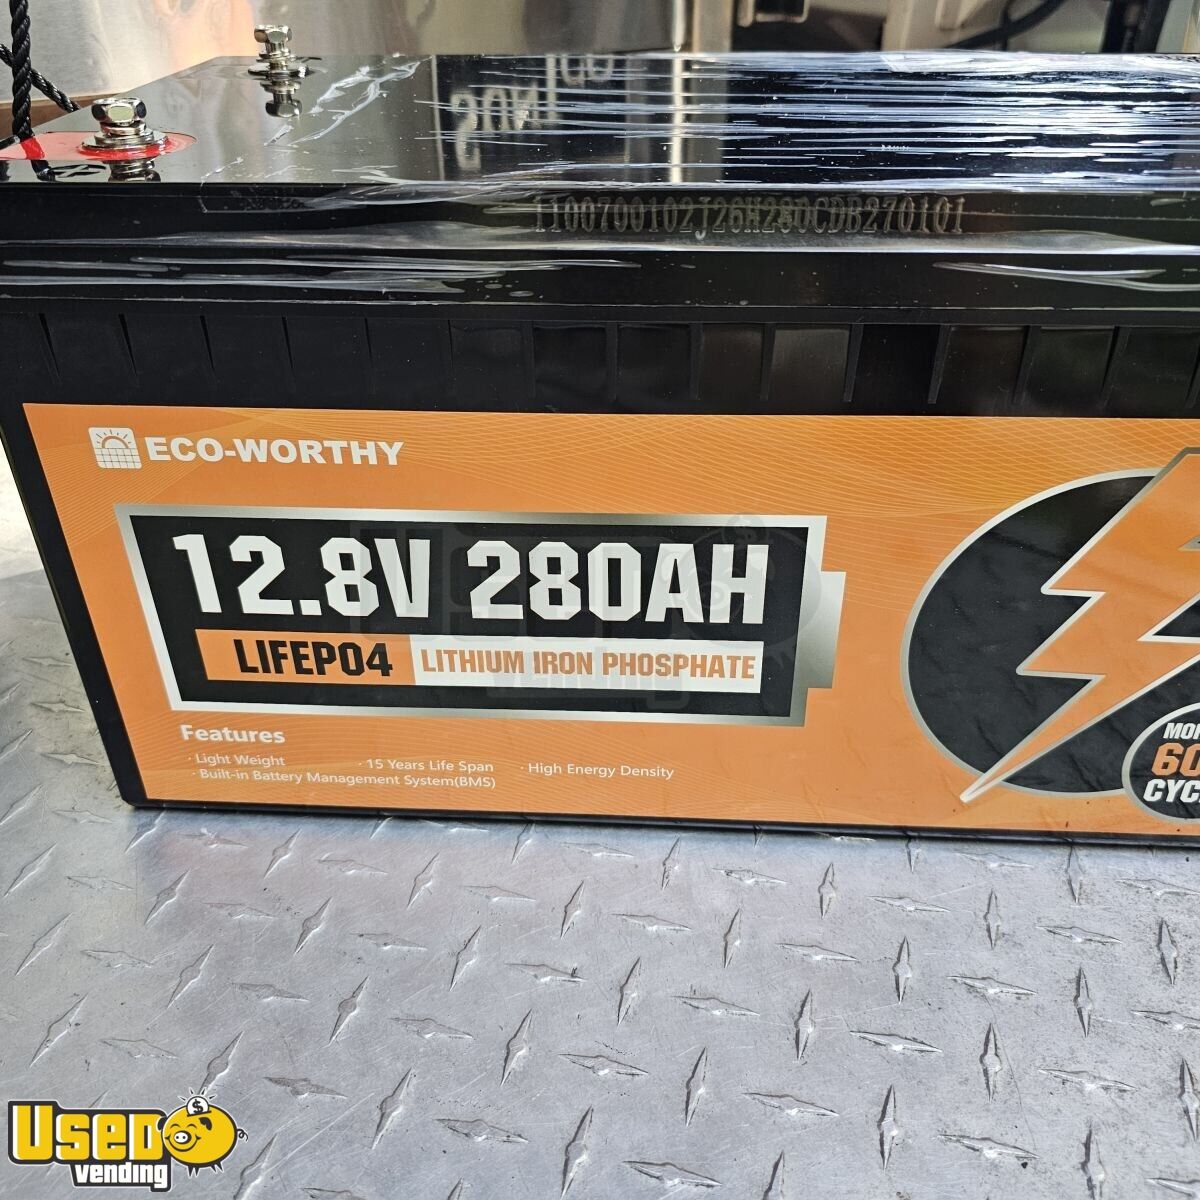 1100700102J26H280CDB270101
ECO-WORTHY
12.8V 280AH
LIFEPO4 LITHIUM IRON PHOSPHATE
Features
· Light Weight · 15 Years Life Span · High Energy Density
· Built-in Battery Management System(BMS)
USED
vending